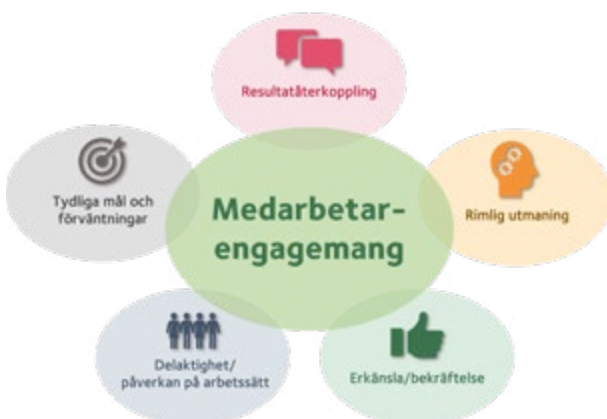 Resultatåterkoppling
Tydliga mål och
förväntningar
Medarbetar-
engagemang
Rimlig utmaning
Delaktighet/
påverkan på arbetssätt
Erkänsla/bekräftelse